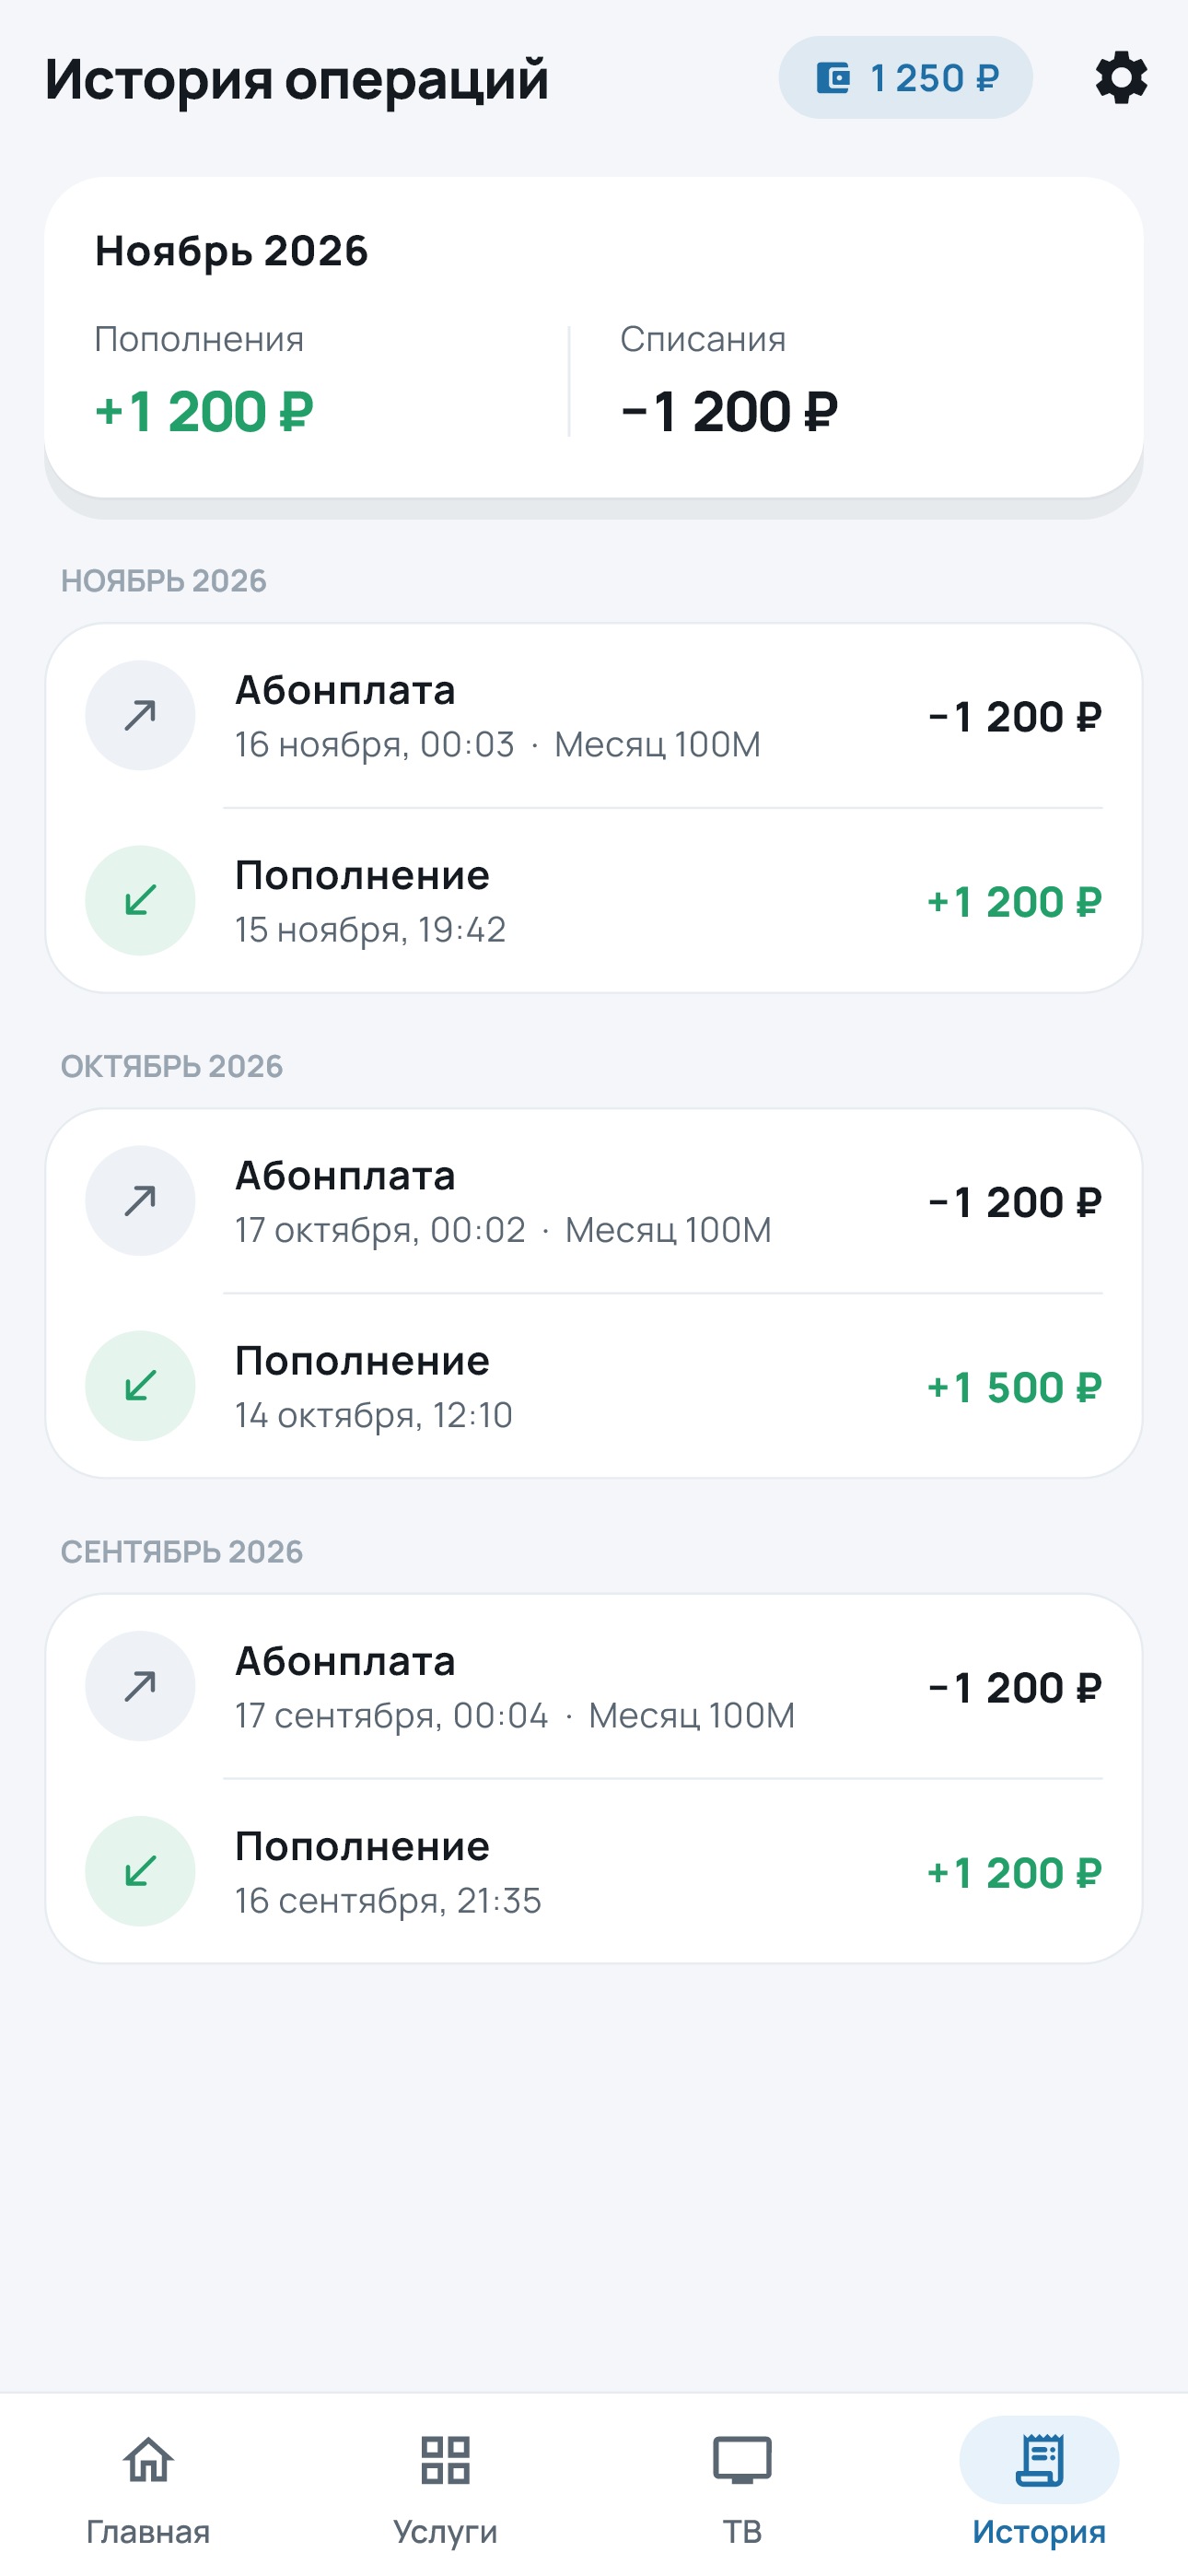 История операций
1 250 ₽
Ноябрь 2026
Пополнения
Списания
+1 200 ₽
−1 200 ₽
НОЯБРЬ 2026
Абонплата
16 ноября, 00:03 · Месяц 100М
−1 200 ₽
Пополнение
15 ноября, 19:42
+1 200 ₽
ОКТЯБРЬ 2026
Абонплата
17 октября, 00:02 · Месяц 100М
−1 200 ₽
Пополнение
14 октября, 12:10
+1 500 ₽
СЕНТЯБРЬ 2026
Абонплата
17 сентября, 00:04 · Месяц 100М
−1 200 ₽
Пополнение
16 сентября, 21:35
+1 200 ₽
Главная
Услуги
ТВ
История